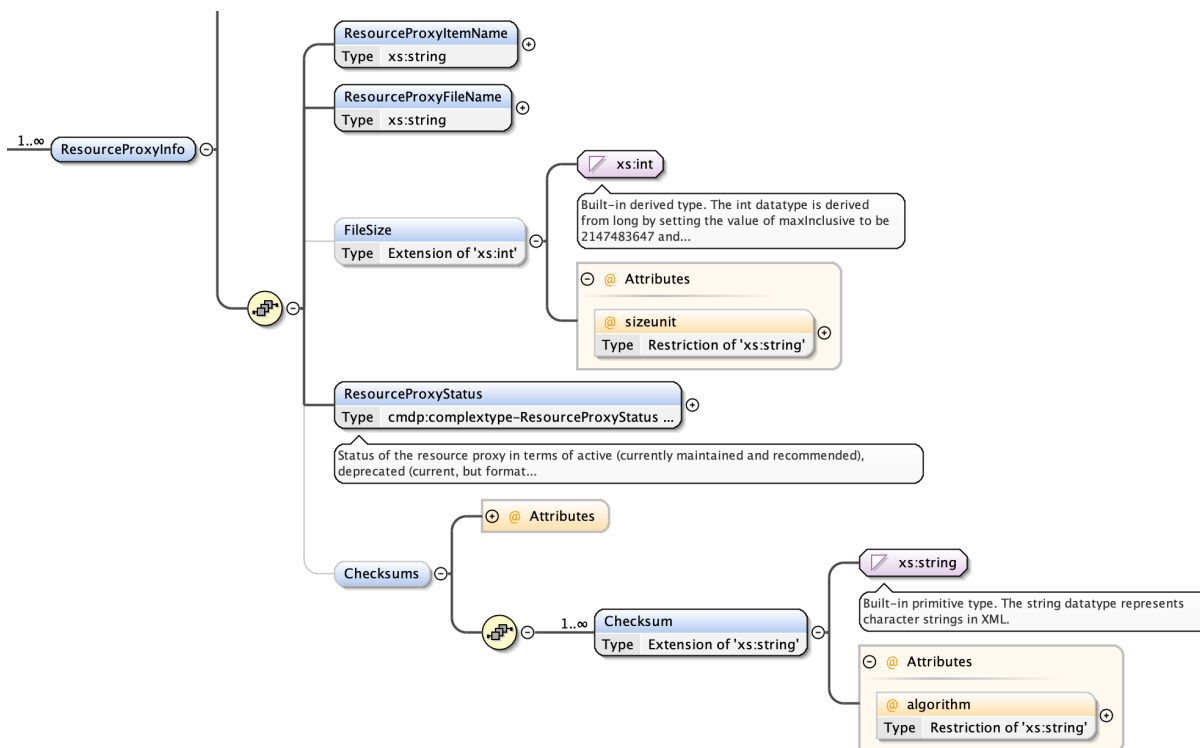 ResourceProxyItemName
Type xs:string
ResourceProxyFileName
Type xs:string
1..∞ ResourceProxyInfo
xs:int
Built-in derived type. The int datatype is derived
from long by setting the value of maxInclusive to be
2147483647 and...
FileSize
Type Extension of 'xs:int'
@ Attributes
@ sizeunit
Type Restriction of 'xs:string'
ResourceProxyStatus
Type cmdp:complextype-ResourceProxyStatus ...
Status of the resource proxy in terms of active (currently maintained and recommended),
deprecated (current, but format...
@ Attributes
Checksums
xs:string
Built-in primitive type. The string datatype represents
character strings in XML.
1..∞ Checksum
Type Extension of 'xs:string'
@ Attributes
@ algorithm
Type Restriction of 'xs:string'